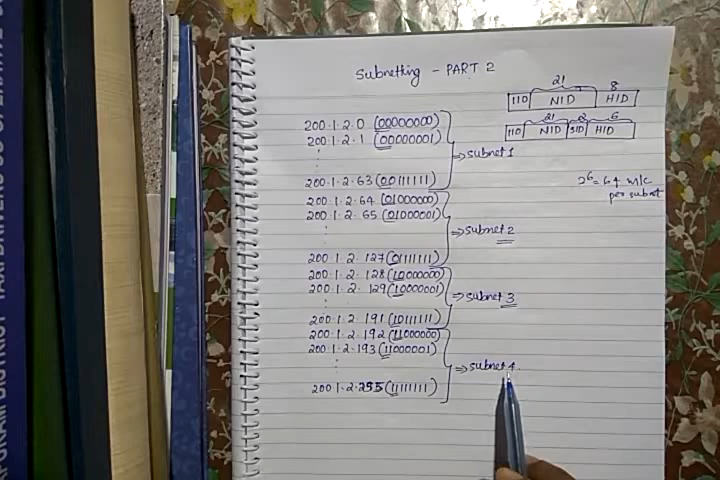 Subnetting - PART 2
21 8
110 NID HID
21 2 6
110 NID SID HID
200.1.2.0 (00000000)
200.1.2.1 (00000001)
⇒ subnet 1
200.1.2.63 (00111111)
2^6 = 64 m/c
per subnet
200.1.2.64 (01000000)
200.1.2.65 (01000001)
⇒ subnet 2
200.1.2.127 (01111111)
200.1.2.128 (10000000)
200.1.2.129 (10000001)
⇒ subnet 3
200.1.2.191 (10111111)
200.1.2.192 (11000000)
200.1.2.193 (11000001)
⇒ subnet 4.
200.1.2.255 (11111111)